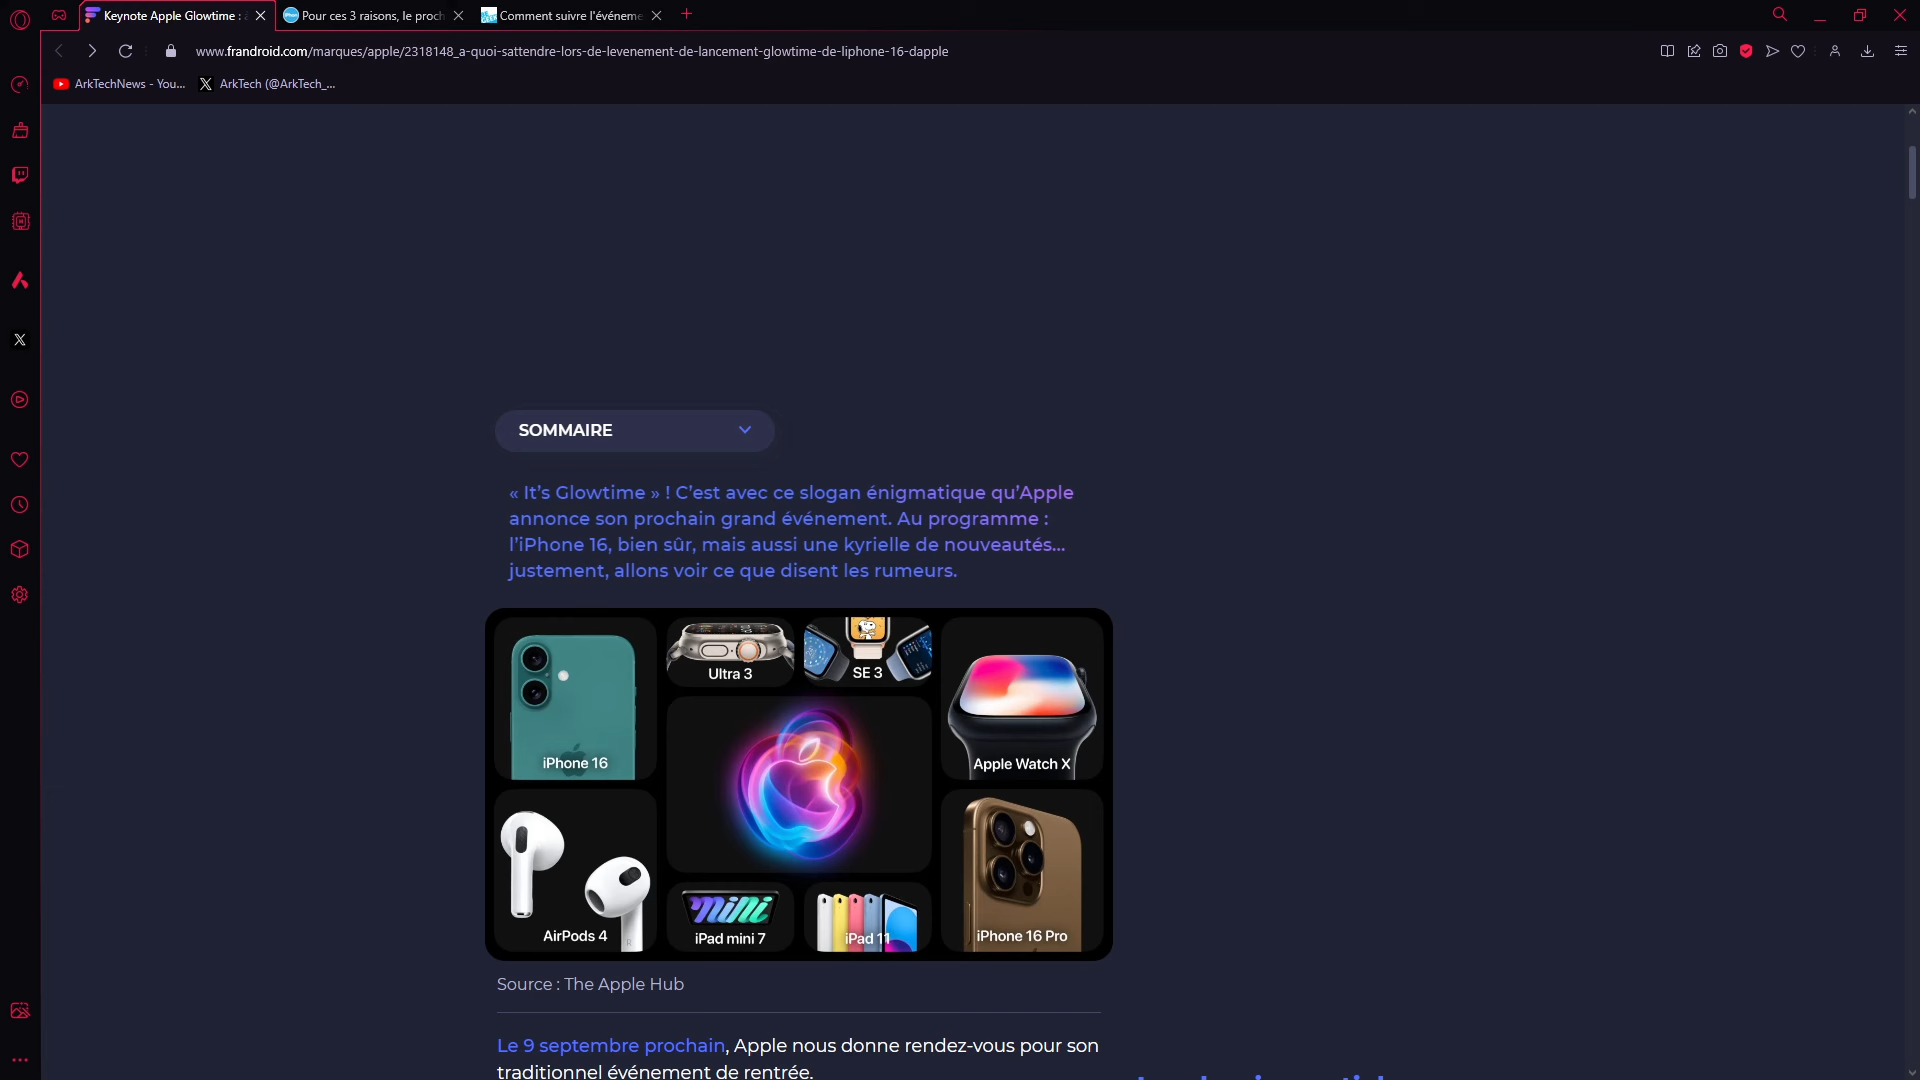 Keynote Apple Glowtime : à
Pour ces 3 raisons, le proch
Comment suivre l'événeme
www.frandroid.com/marques/apple/2318148_a-quoi-sattendre-lors-de-levenement-de-lancement-glowtime-de-liphone-16-dapple
ArkTechNews - You...
ArkTech (@ArkTech_...
SOMMAIRE
« It’s Glowtime » ! C’est avec ce slogan énigmatique qu’Apple
annonce son prochain grand événement. Au programme :
l’iPhone 16, bien sûr, mais aussi une kyrielle de nouveautés…
justement, allons voir ce que disent les rumeurs.
iPhone 16
Ultra 3
SE 3
Apple Watch X
AirPods 4
mini
iPad mini 7
iPad 11
iPhone 16 Pro
Source : The Apple Hub
Le 9 septembre prochain, Apple nous donne rendez-vous pour son
traditionnel événement de rentrée.